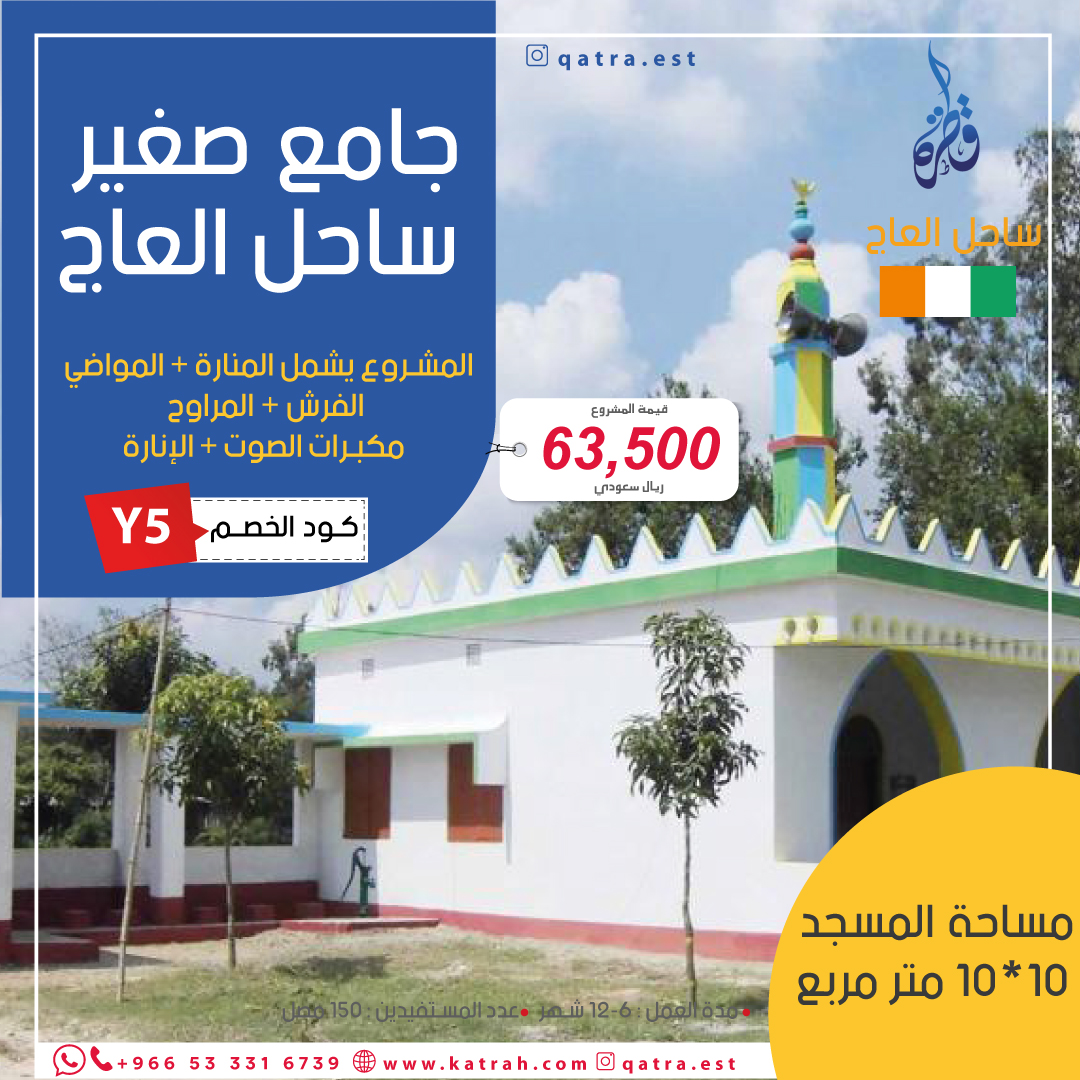 qatra.est
قطرة
جامع صغير
ساحل العاج
ساحل العاج
المشروع يشمل المنارة + المواضي
الفرش + المراوح
مكبرات الصوت + الإنارة
قيمة المشروع
63,500
ريال سعودي
كود الخصم
Y5
مساحة المسجد
10*10 متر مربع
•مدة العمل : 6-12 شهر •عدد المستفيدين : 150 مصل
+966 53 331 6739 www.katrah.com qatra.est